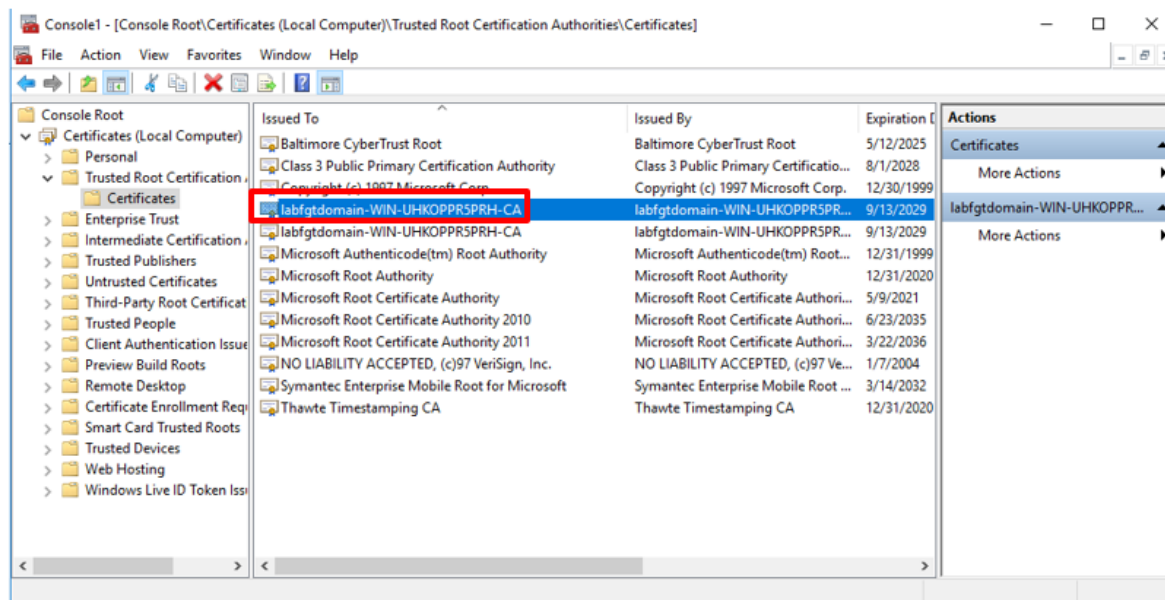 Console1 - [Console Root\Certificates (Local Computer)\Trusted Root Certification Authorities\Certificates]
File Action View Favorites Window Help
Console Root
Certificates (Local Computer)
Personal
Trusted Root Certification
Certificates
Enterprise Trust
Intermediate Certification
Trusted Publishers
Untrusted Certificates
Third-Party Root Certificat
Trusted People
Client Authentication Issue
Preview Build Roots
Remote Desktop
Certificate Enrollment Req
Smart Card Trusted Roots
Trusted Devices
Web Hosting
Windows Live ID Token Iss
Issued To Issued By Expiration D
Baltimore CyberTrust Root Baltimore CyberTrust Root 5/12/2025
Class 3 Public Primary Certification Authority Class 3 Public Primary Certificatio... 8/1/2028
Copyright (c) 1997 Microsoft Corp. Copyright (c) 1997 Microsoft Corp. 12/30/1999
labfgtdomain-WIN-UHKOPPR5PRH-CA labfgtdomain-WIN-UHKOPPR5PR... 9/13/2029
labfgtdomain-WIN-UHKOPPR5PRH-CA labfgtdomain-WIN-UHKOPPR5PR... 9/13/2029
Microsoft Authenticode(tm) Root Authority Microsoft Authenticode(tm) Root... 12/31/1999
Microsoft Root Authority Microsoft Root Authority 12/31/2020
Microsoft Root Certificate Authority Microsoft Root Certificate Authori... 5/9/2021
Microsoft Root Certificate Authority 2010 Microsoft Root Certificate Authori... 6/23/2035
Microsoft Root Certificate Authority 2011 Microsoft Root Certificate Authori... 3/22/2036
NO LIABILITY ACCEPTED, (c)97 VeriSign, Inc. NO LIABILITY ACCEPTED, (c)97 Ve... 1/7/2004
Symantec Enterprise Mobile Root for Microsoft Symantec Enterprise Mobile Root ... 3/14/2032
Thawte Timestamping CA Thawte Timestamping CA 12/31/2020
Actions
Certificates
More Actions
labfgtdomain-WIN-UHKOPPR...
More Actions